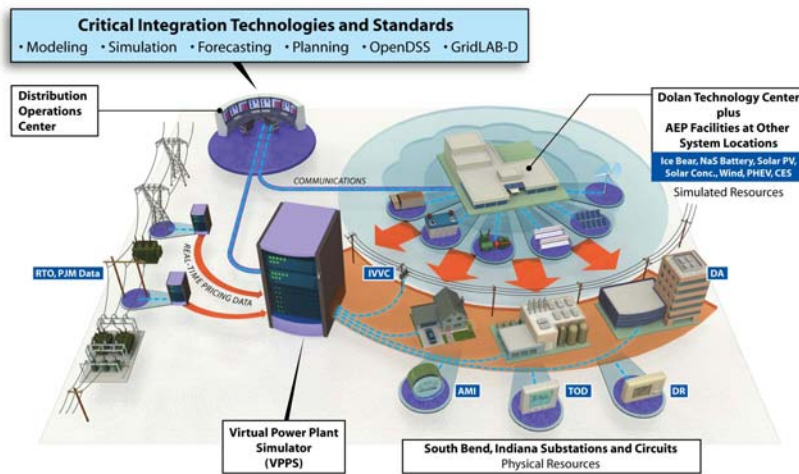 Critical Integration Technologies and Standards
• Modeling • Simulation • Forecasting • Planning • OpenDSS • GridLAB-D
Distribution
Operations
Center
Dolan Technology Center
plus
AEP Facilities at Other
System Locations
Ice Bear, NaS Battery, Solar PV,
Solar Conc., Wind, PHEV, CES
Simulated Resources
COMMUNICATIONS
RTO, PJM Data
REAL-TIME PRICING DATA
IVVC
DA
AMI
TOD
DR
Virtual Power Plant
Simulator
(VPPS)
South Bend, Indiana Substations and Circuits
Physical Resources